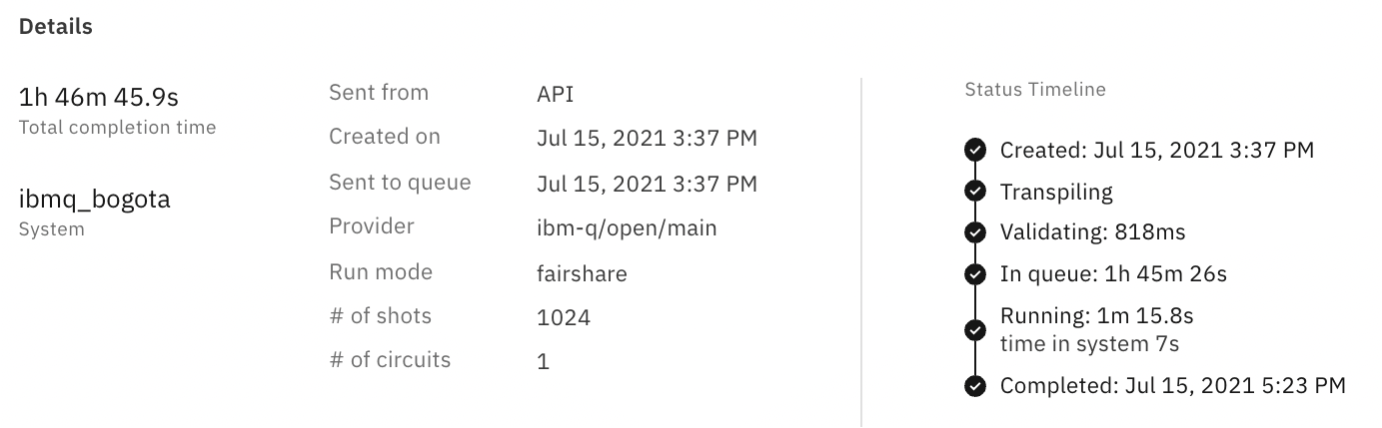 Details
1h 46m 45.9s
Total completion time
ibmq_bogota
System
Sent from API
Created on Jul 15, 2021 3:37 PM
Sent to queue Jul 15, 2021 3:37 PM
Provider ibm-q/open/main
Run mode fairshare
# of shots 1024
# of circuits 1
Status Timeline
Created: Jul 15, 2021 3:37 PM
Transpiling
Validating: 818ms
In queue: 1h 45m 26s
Running: 1m 15.8s
time in system 7s
Completed: Jul 15, 2021 5:23 PM